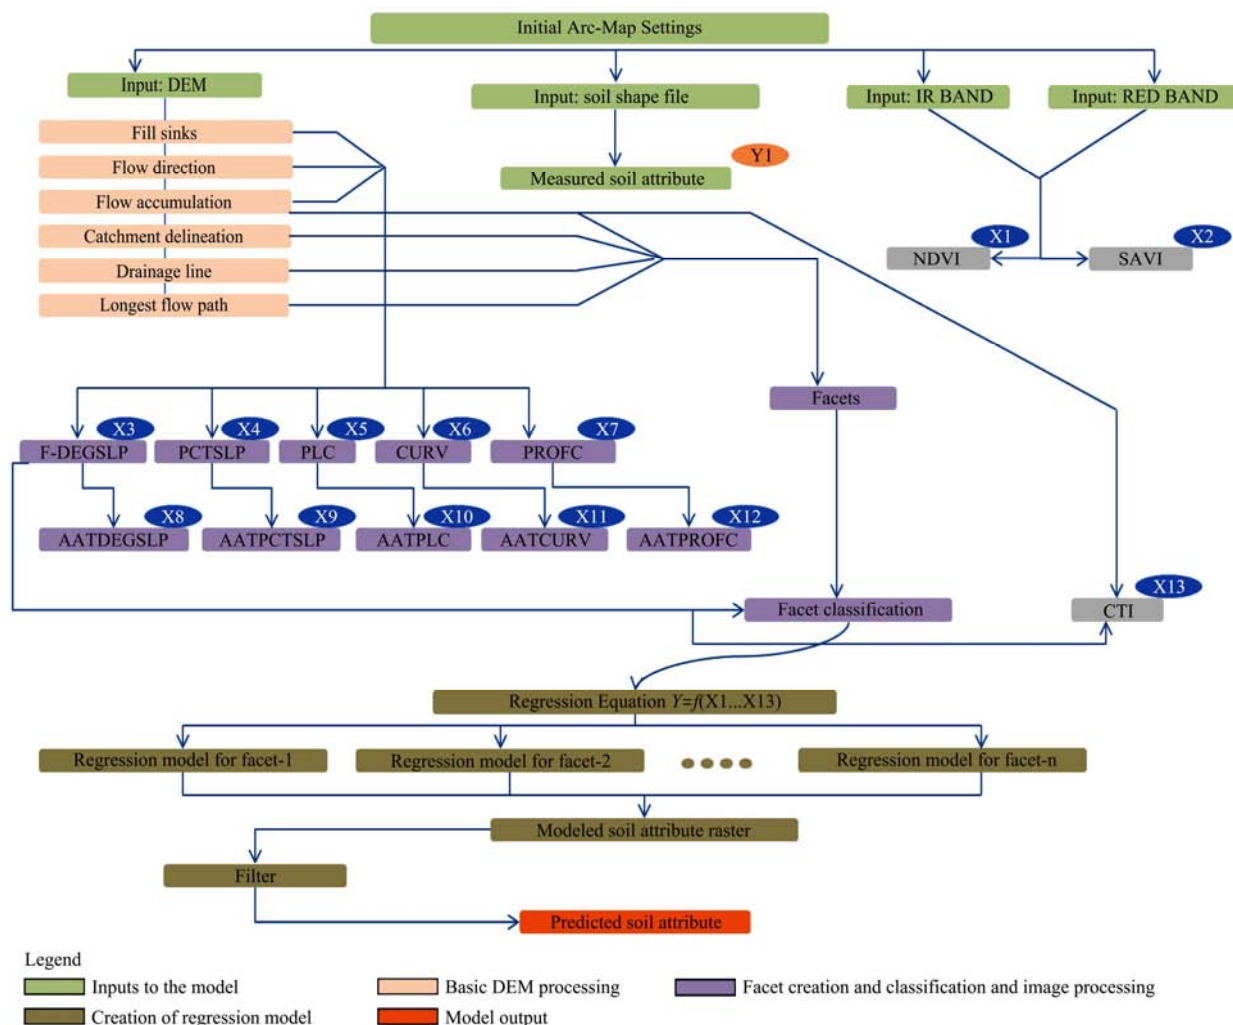 Initial Arc-Map Settings
Input: DEM
Input: soil shape file
Input: IR BAND
Input: RED BAND
Fill sinks
Flow direction
Flow accumulation
Catchment delineation
Drainage line
Longest flow path
Y1
Measured soil attribute
X1
NDVI
X2
SAVI
Facets
X3
F-DEGSLP
X4
PCTSLP
X5
PLC
X6
CURV
X7
PROFC
X8
AATDEGSLP
X9
AATPCTSLP
X10
AATPLC
X11
AATCURV
X12
AATPROFC
Facet classification
X13
CTI
Regression Equation Y=f(X1...X13)
Regression model for facet-1
Regression model for facet-2
Regression model for facet-n
Modeled soil attribute raster
Filter
Predicted soil attribute
Legend
Inputs to the model
Basic DEM processing
Facet creation and classification and image processing
Creation of regression model
Model output